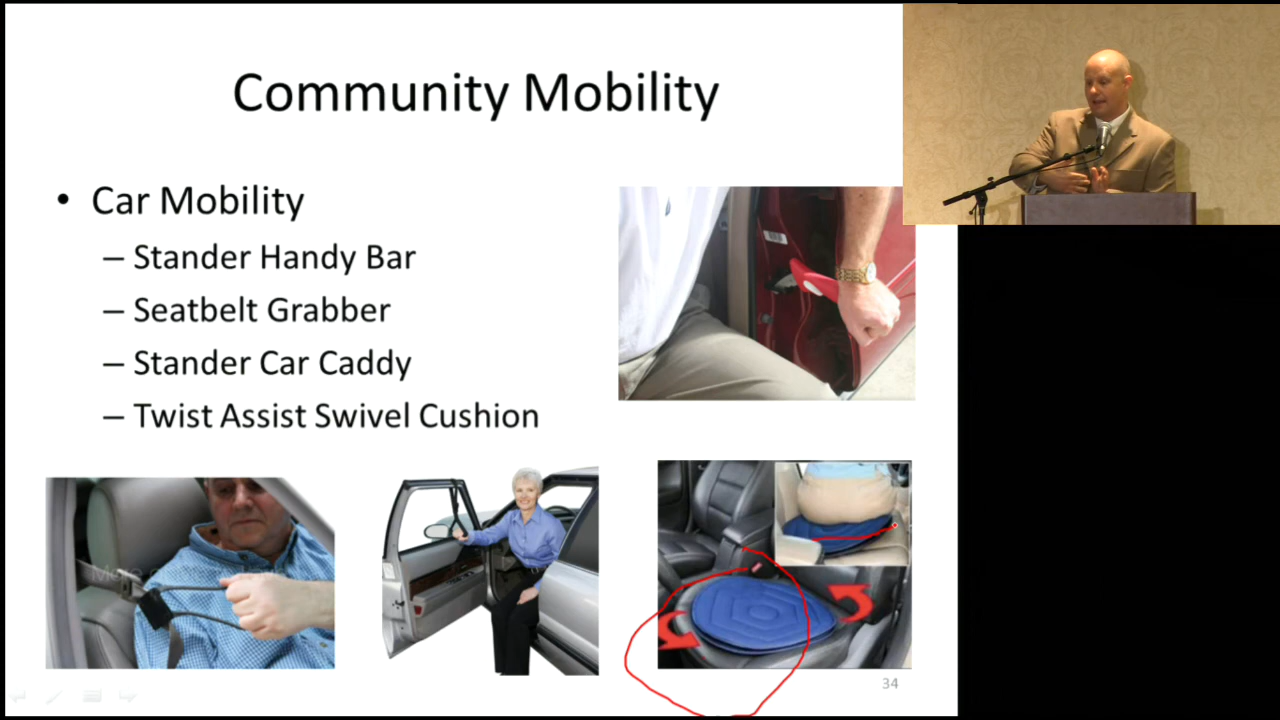 Community Mobility
• Car Mobility
– Stander Handy Bar
– Seatbelt Grabber
– Stander Car Caddy
– Twist Assist Swivel Cushion
34